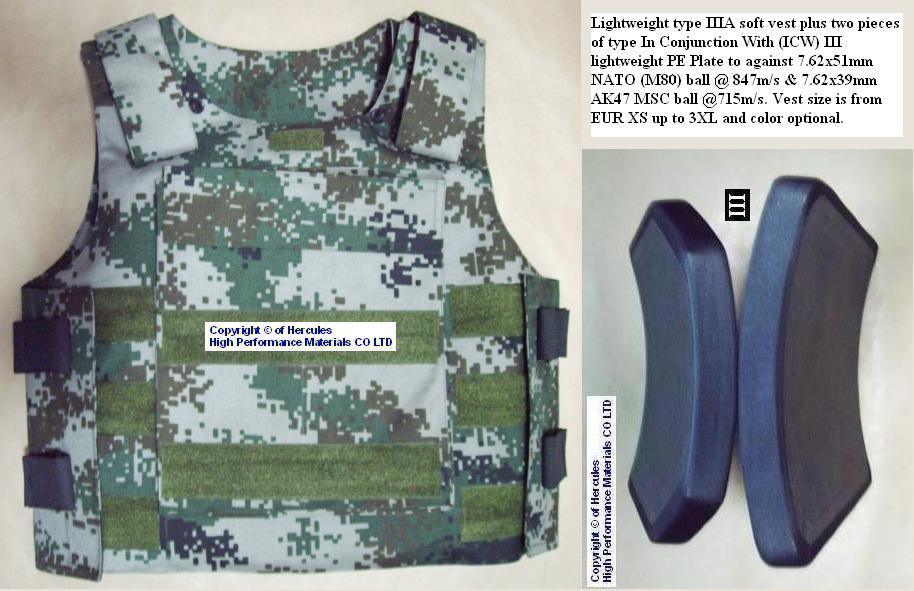 Lightweight type IIIA soft vest plus two pieces
of type In Conjunction With (ICW) III
lightweight PE Plate to against 7.62x51mm
NATO (M80) ball @ 847m/s & 7.62x39mm
AK47 MSC ball @715m/s. Vest size is from
EUR XS up to 3XL and color optional.
III
Copyright © of Hercules
High Performance Materials CO LTD
Copyright © of Hercules
High Performance Materials CO LTD